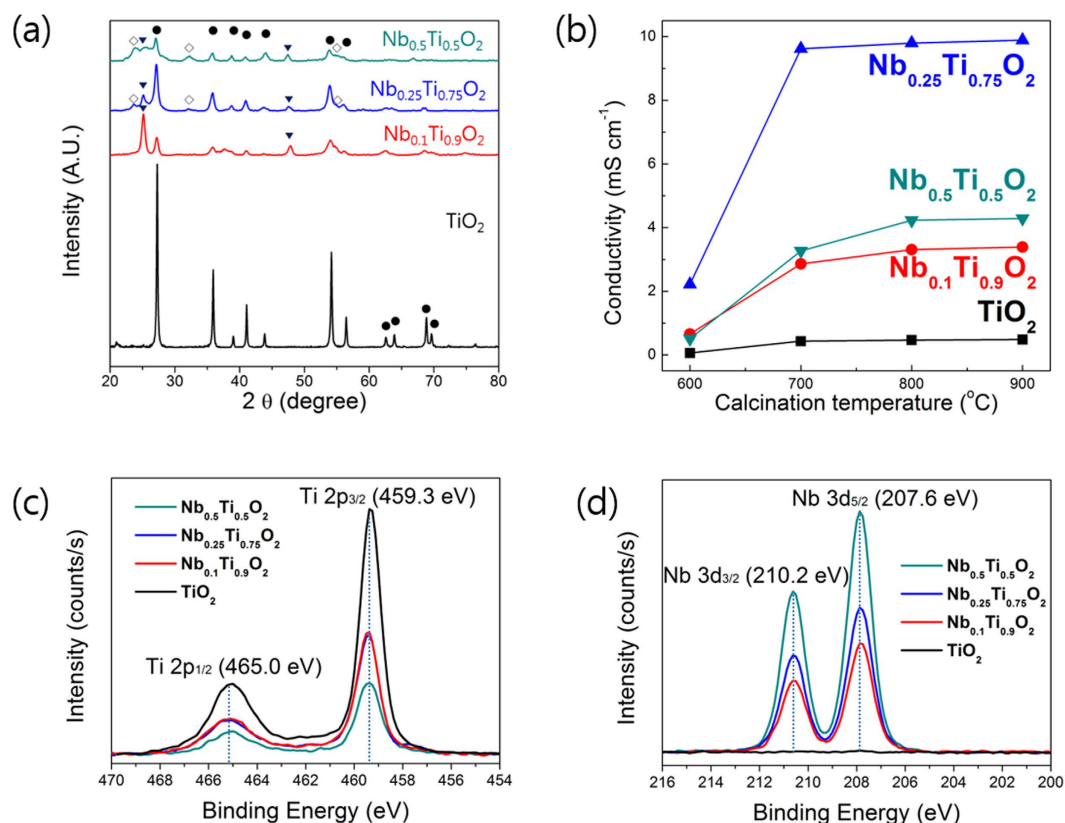 (a)
Nb0.5Ti0.5O2
Nb0.25Ti0.75O2
Nb0.1Ti0.9O2
TiO2
Intensity (A.U.)
20 30 40 50 60 70 80
2 θ (degree)
(b)
Conductivity (mS cm-1)
10
8
6
4
2
0
Nb0.25Ti0.75O2
Nb0.5Ti0.5O2
Nb0.1Ti0.9O2
TiO2
600 700 800 900
Calcination temperature (oC)
(c)
Intensity (counts/s)
Nb0.5Ti0.5O2
Nb0.25Ti0.75O2
Nb0.1Ti0.9O2
TiO2
Ti 2p3/2 (459.3 eV)
Ti 2p1/2 (465.0 eV)
470 468 466 464 462 460 458 456 454
Binding Energy (eV)
(d)
Intensity (counts/s)
Nb 3d5/2 (207.6 eV)
Nb 3d3/2 (210.2 eV)
Nb0.5Ti0.5O2
Nb0.25Ti0.75O2
Nb0.1Ti0.9O2
TiO2
216 214 212 210 208 206 204 202 200
Binding Energy (eV)